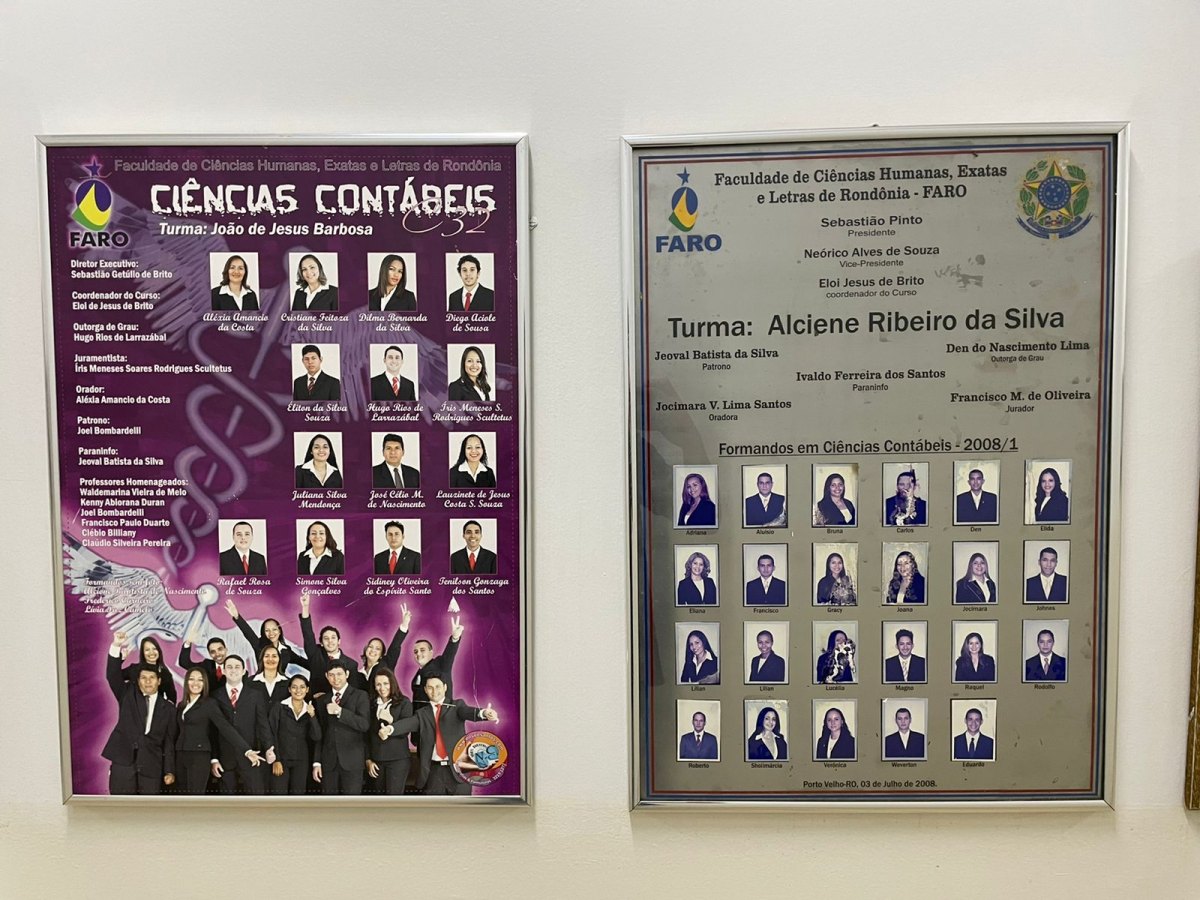 Faculdade de Ciências Humanas, Exatas e Letras de Rondônia
CIÊNCIAS CONTÁBEIS
C32
Turma: João de Jesus Barbosa
FARO
Diretor Executivo:
Sebastião Getúlio de Brito
Coordenador do Curso:
Eloi de Jesus de Brito
Outorga de Grau:
Hugo Rios de Larrazábal
Juramentista:
Íris Meneses Soares Rodrigues Scultetus
Orador:
Aléxia Amancio da Costa
Patrono:
Joel Bombardelli
Paraninfo:
Jeoval Batista da Silva
Professores Homenageados:
Waldemarina Vieira de Melo
Kenny Abiorana Duran
Joel Bombardelli
Francisco Paulo Duarte
Clébio Billiany
Claudio Silveira Pereira
Aléxia Amancio
da Costa
Cristiane Feitoza
da Silva
Dilma Bernarda
da Silva
Diego Aciole
de Sousa
Eliton da Silva
Souza
Hugo Rios de
Larrazábal
Íris Meneses S.
Rodrigues Scultetus
Juliana Silva
Mendonça
José Célio M.
de Nascimento
Lauzinete de Jesus
Costa S. Souza
Rafael Rosa
de Souza
Simone Silva
Gonçalves
Sidiney Oliveira
do Espírito Santo
Tenilson Gonzaga
dos Santos
Faculdade de Ciências Humanas, Exatas
e Letras de Rondônia - FARO
FARO
Sebastião Pinto
Presidente
Neórico Alves de Souza
Vice-Presidente
Eloi Jesus de Brito
coordenador do Curso
Turma: Alciene Ribeiro da Silva
Jeoval Batista da Silva
Patrono
Den do Nascimento Lima
Outorga de Grau
Ivaldo Ferreira dos Santos
Paraninfo
Jocimara V. Lima Santos
Oradora
Francisco M. de Oliveira
Jurador
Formandos em Ciências Contábeis - 2008/1
Adriana Aluisio Bruna Carlos Den Elida
Eliana Francisco Gracy Joana Jocimara Johnes
Lilian Lilian Lucélia Magno Raquel Rodolfo
Roberto Shoiimárcia Verônica Weverton Eduardo
Porto Velho-RO, 03 de Julho de 2008.